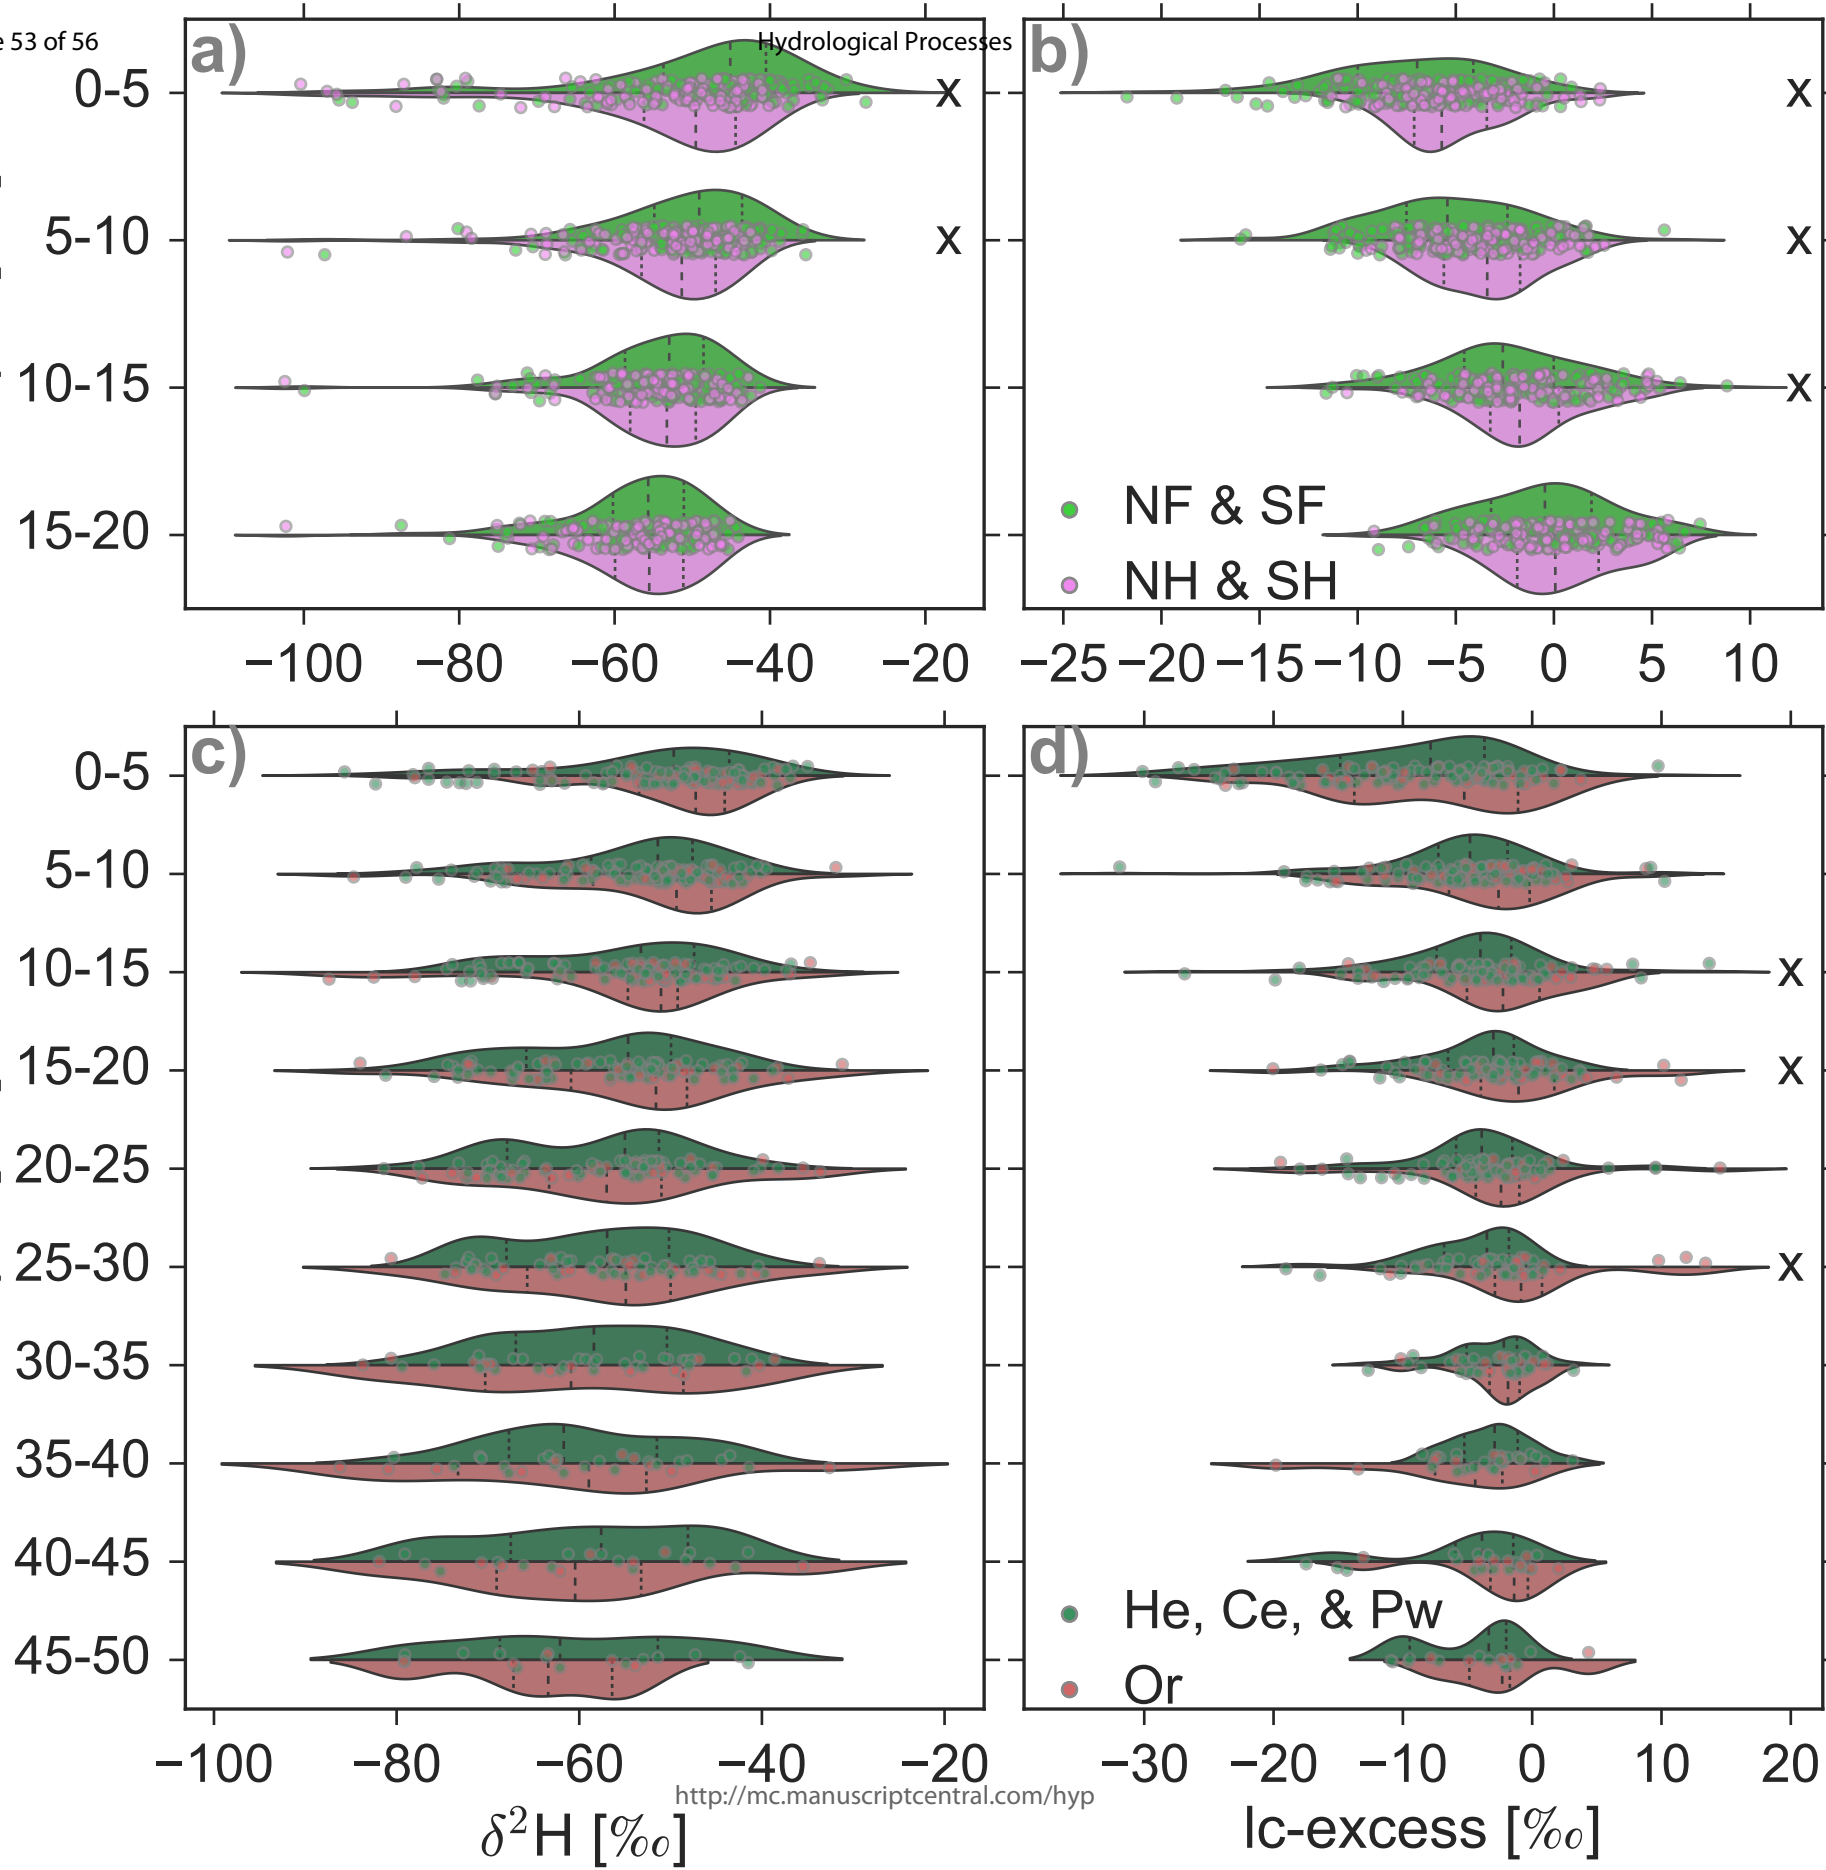 e 53 of 56
Hydrological Processes
a)
b)
0-5
x
x
5-10
x
x
10-15
x
15-20
NF & SF
NH & SH
−100 −80 −60 −40 −20
−25 −20 −15 −10 −5 0 5 10
c)
d)
0-5
5-10
10-15
x
15-20
x
20-25
25-30
x
30-35
35-40
40-45
45-50
He, Ce, & Pw
Or
−100 −80 −60 −40 −20
−30 −20 −10 0 10 20
http://mc.manuscriptcentral.com/hyp
δ²H [‰]
lc-excess [‰]